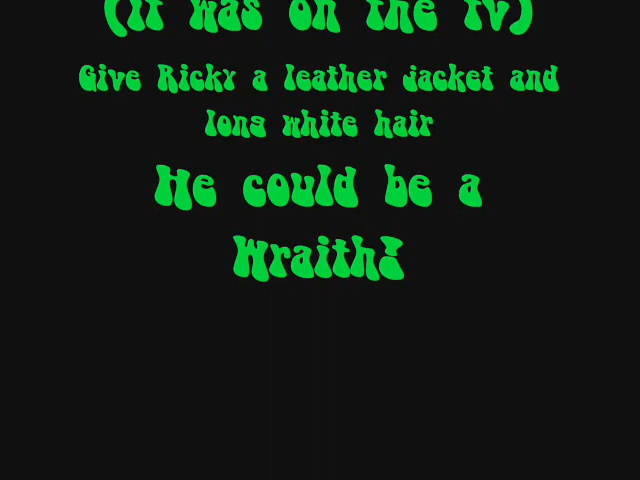 (It was on the tv)
Give Ricky a leather jacket and
long white hair
He could be a
Wraith!